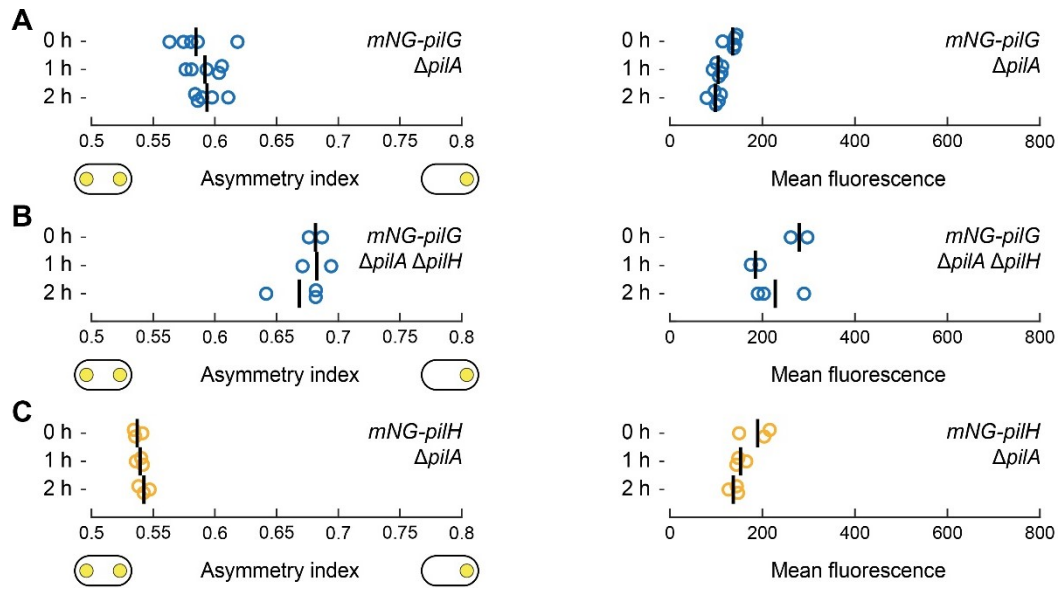 A
0 h -
1 h -
2 h -
mNG-pilG
ΔpilA
0.5 0.55 0.6 0.65 0.7 0.75 0.8
Asymmetry index
0 h -
1 h -
2 h -
mNG-pilG
ΔpilA
0 200 400 600 800
Mean fluorescence
B
0 h -
1 h -
2 h -
mNG-pilG
ΔpilA ΔpilH
0.5 0.55 0.6 0.65 0.7 0.75 0.8
Asymmetry index
0 h -
1 h -
2 h -
mNG-pilG
ΔpilA ΔpilH
0 200 400 600 800
Mean fluorescence
C
0 h -
1 h -
2 h -
mNG-pilH
ΔpilA
0.5 0.55 0.6 0.65 0.7 0.75 0.8
Asymmetry index
0 h -
1 h -
2 h -
mNG-pilH
ΔpilA
0 200 400 600 800
Mean fluorescence